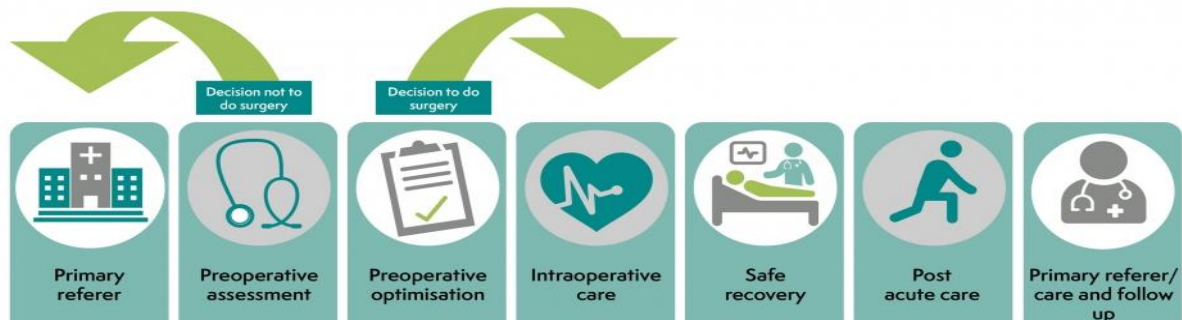 Decision not to
do surgery
Decision to do
surgery
Primary
referer
Preoperative
assessment
Preoperative
optimisation
Intraoperative
care
Safe
recovery
Post
acute care
Primary referer/
care and follow
up